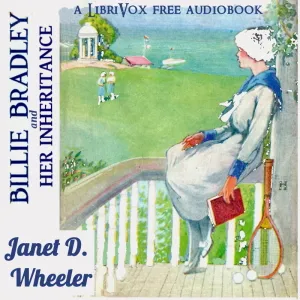 a LibriVox free audiobook
Billie Bradley
and
Her Inheritance
Janet D.
Wheeler